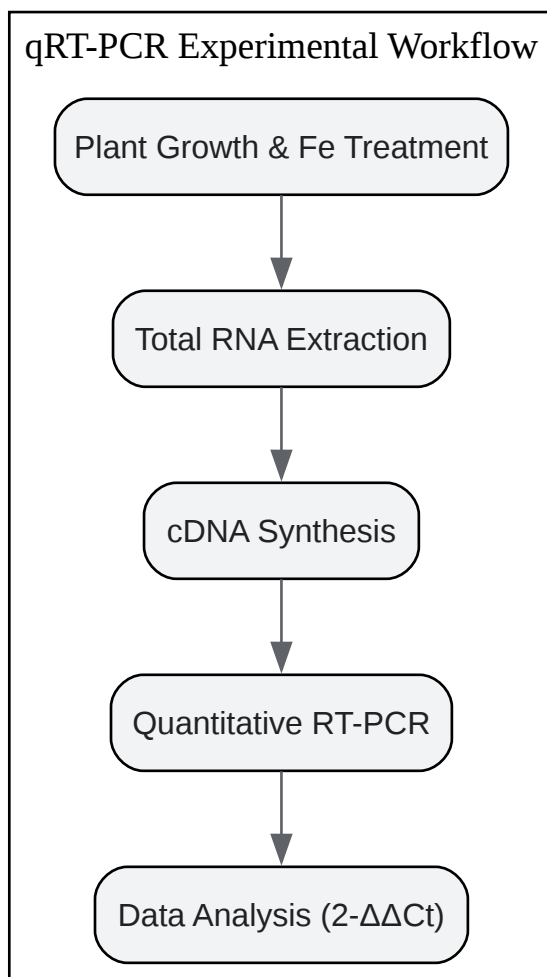 qRT-PCR Experimental Workflow
Plant Growth & Fe Treatment
Total RNA Extraction
cDNA Synthesis
Quantitative RT-PCR
Data Analysis (2-ΔΔCt)